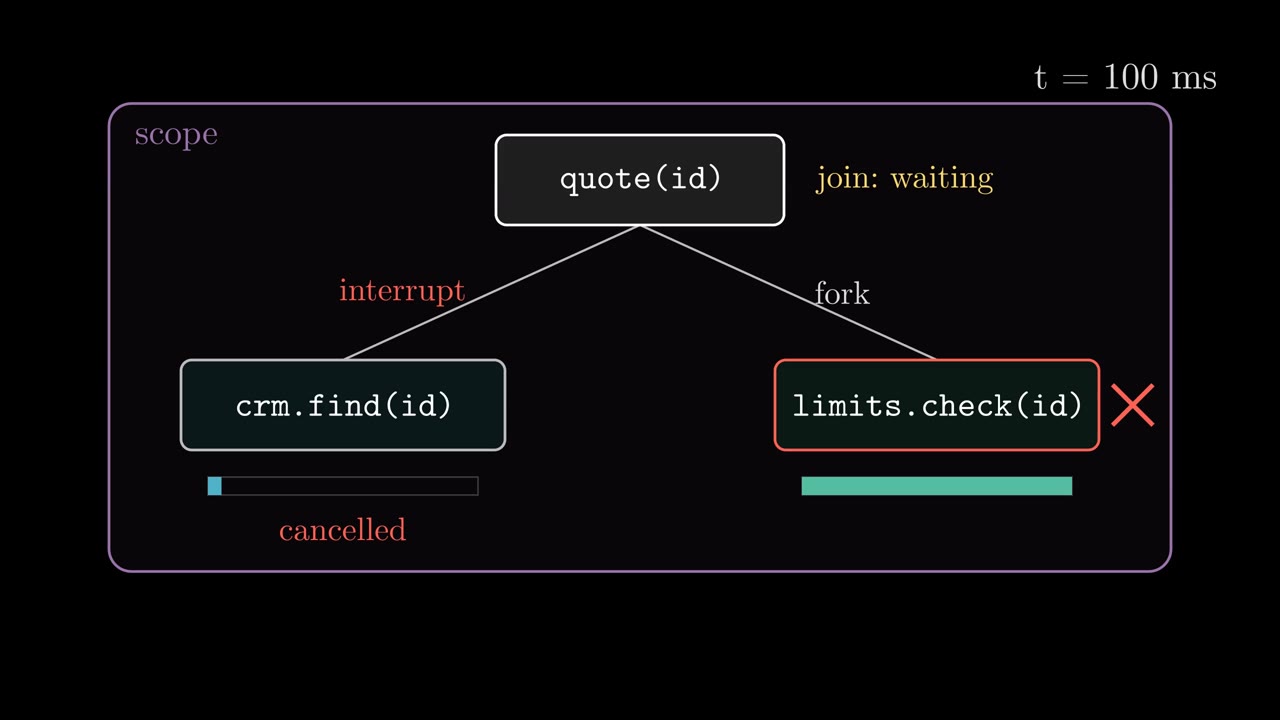 t = 100 ms
scope
quote(id)
join: waiting
interrupt
fork
crm.find(id)
limits.check(id)
cancelled